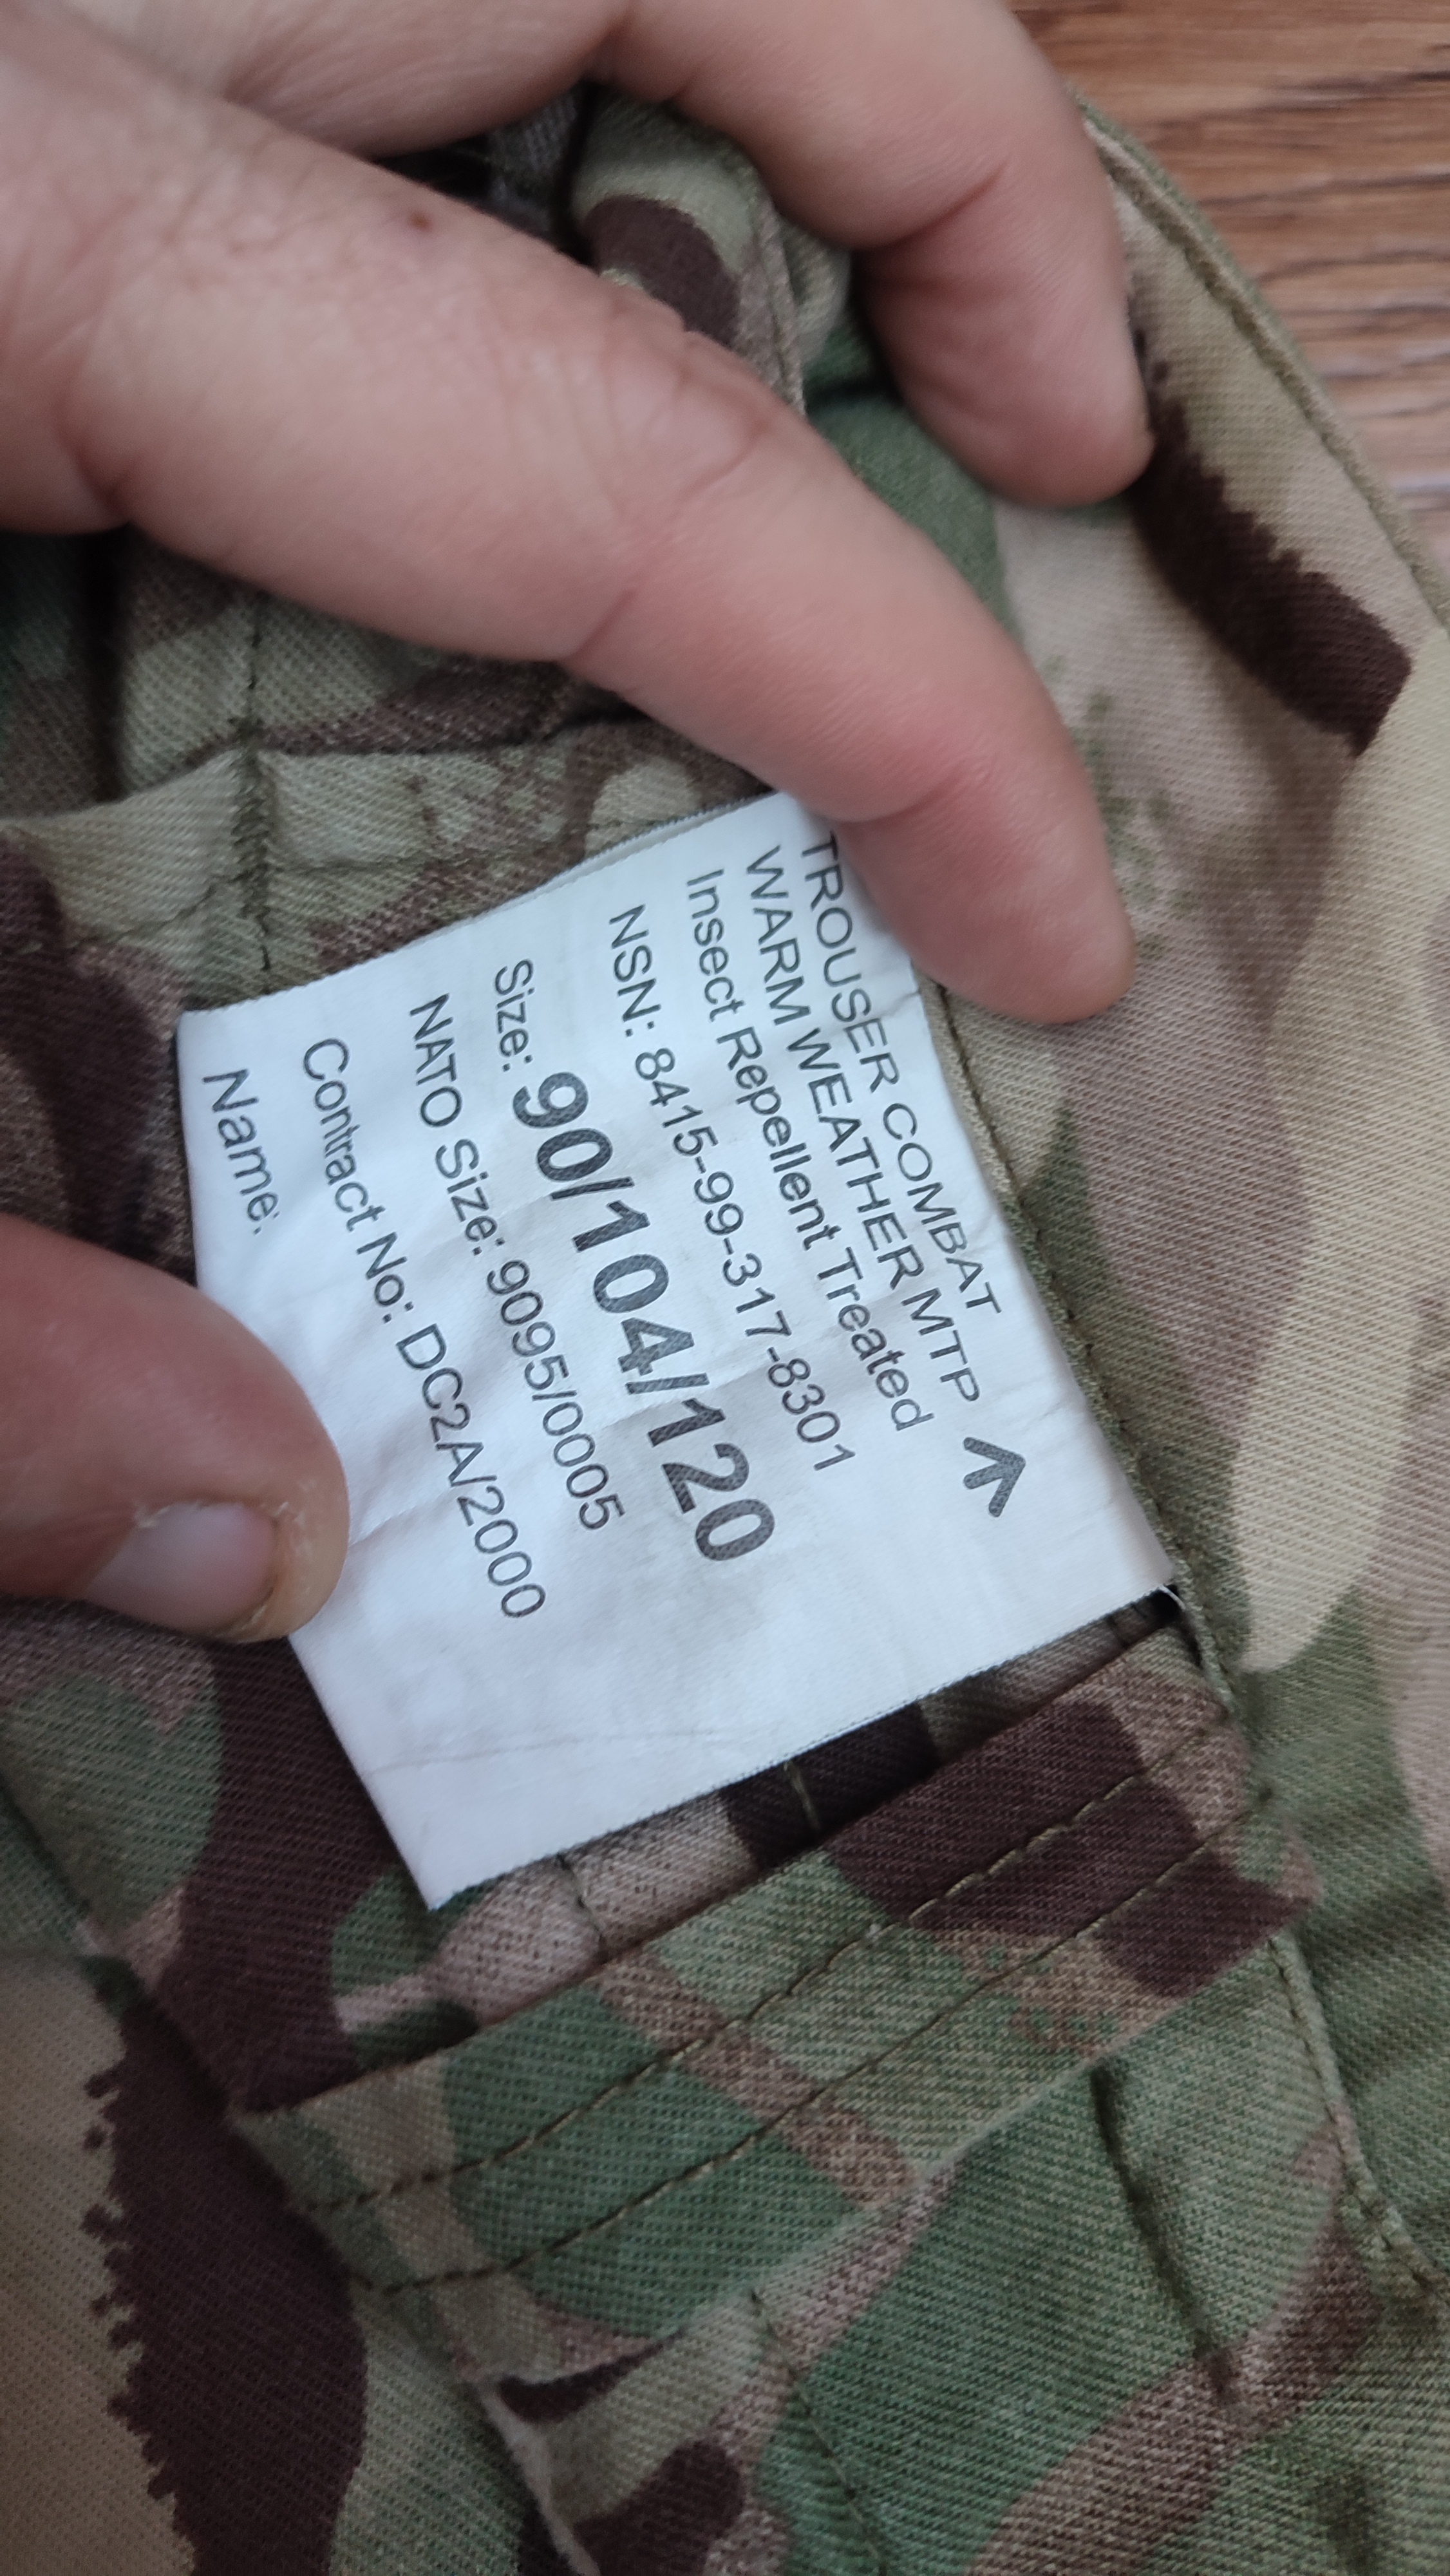 TROUSER COMBAT
WARM WEATHER MTP
Insect Repellent Treated
NSN: 8415-99-317-8301
Size: 90/104/120
NATO Size: 9095/0005
Contract No: DC2A/2000
Name: